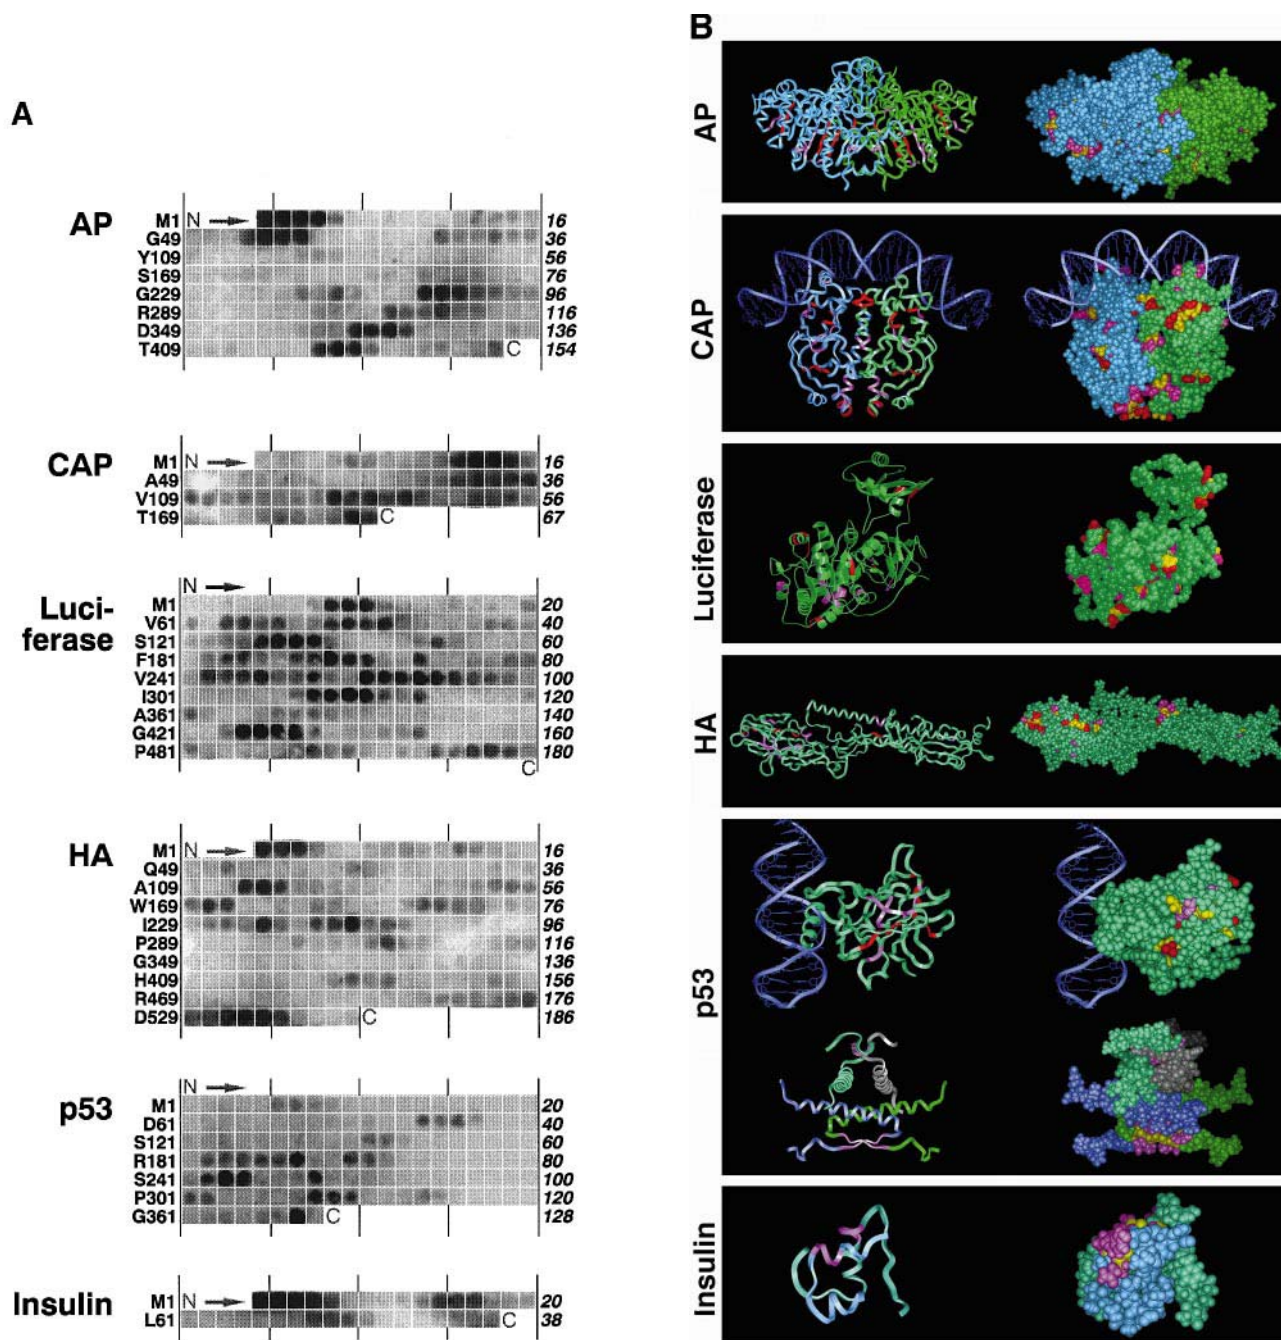 A
AP
N
M1 16
G49 36
Y109 56
S169 76
G229 96
R289 116
D349 136
T409 C 154
CAP
N
M1 16
A49 36
V109 56
T169 C 67
Luci-
ferase
N
M1 20
V61 40
S121 60
F181 80
V241 100
I301 120
A361 140
G421 160
P481 180
C
HA
N
M1 16
Q49 36
A109 56
W169 76
I229 96
P289 116
G349 136
H409 156
R469 176
D529 C 186
p53
N
M1 20
D61 40
S121 60
R181 80
S241 100
P301 120
G361 C 128
Insulin
N
M1 20
L61 C 38
B
AP
CAP
Luciferase
HA
p53
Insulin